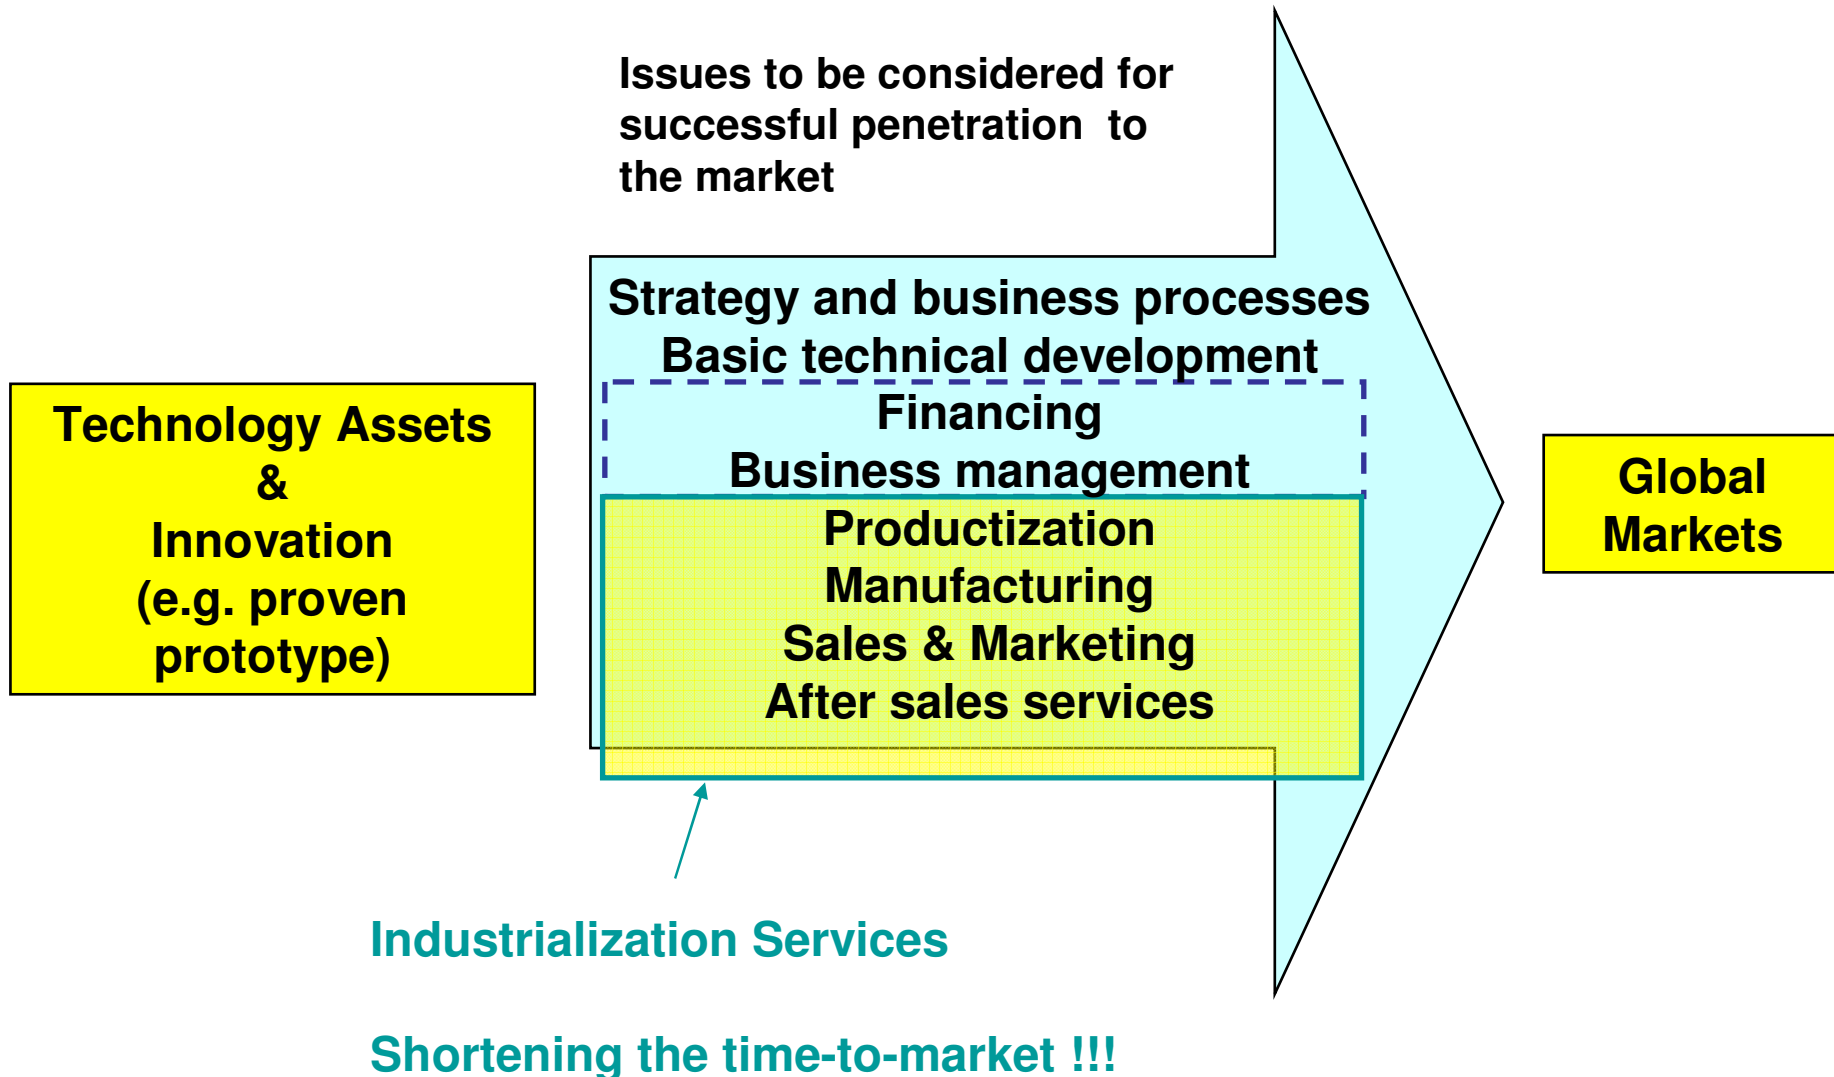 Issues to be considered for
successful penetration to
the market
Strategy and business processes
Basic technical development
Financing
Business management
Productization
Manufacturing
Sales & Marketing
After sales services
Technology Assets
&
Innovation
(e.g. proven
prototype)
Global
Markets
Industrialization Services
Shortening the time-to-market !!!